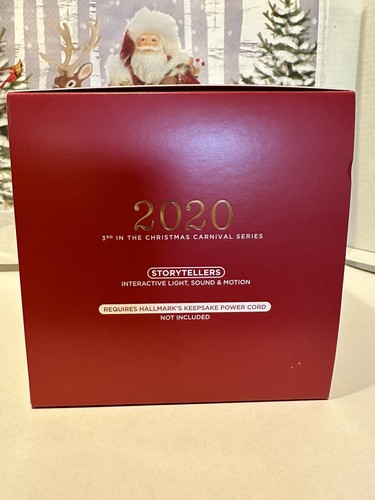 2020
3RD IN THE CHRISTMAS CARNIVAL SERIES
STORYTELLERS
INTERACTIVE LIGHT, SOUND & MOTION
REQUIRES HALLMARK'S KEEPSAKE POWER CORD
NOT INCLUDED